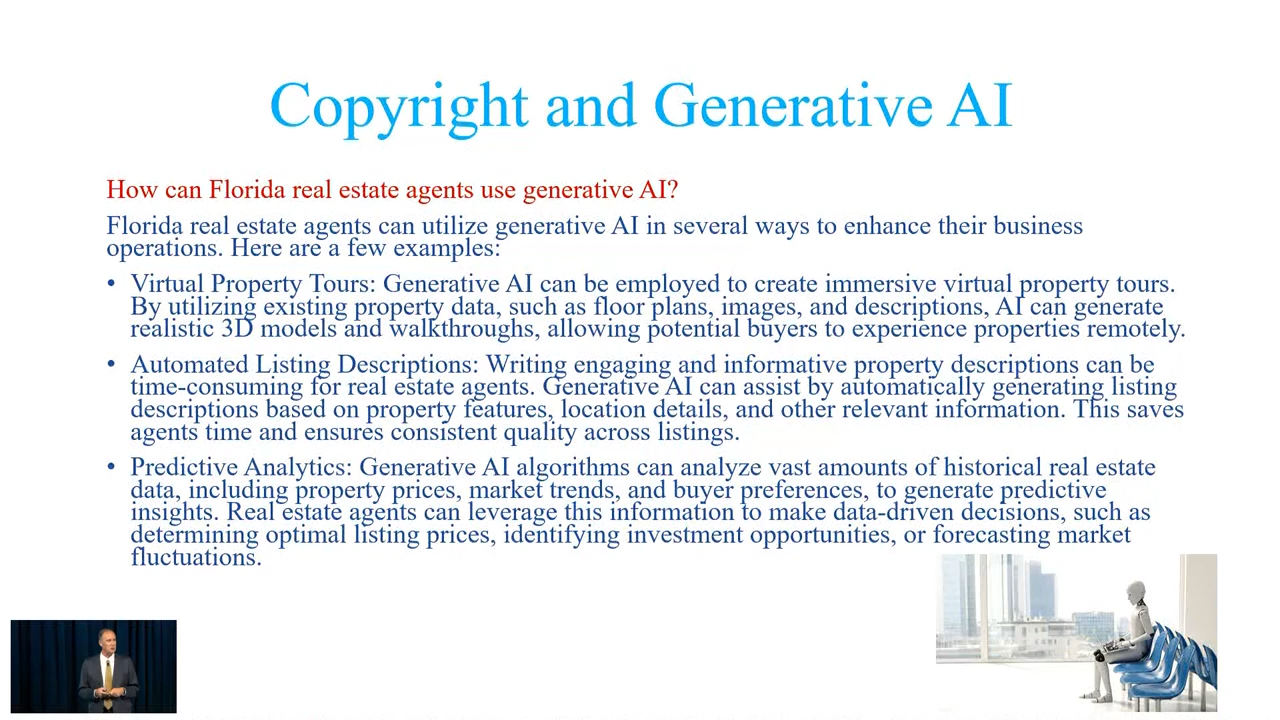 Copyright and Generative AI
How can Florida real estate agents use generative AI?
Florida real estate agents can utilize generative AI in several ways to enhance their business
operations. Here are a few examples:
• Virtual Property Tours: Generative AI can be employed to create immersive virtual property tours.
By utilizing existing property data, such as floor plans, images, and descriptions, AI can generate
realistic 3D models and walkthroughs, allowing potential buyers to experience properties remotely.
• Automated Listing Descriptions: Writing engaging and informative property descriptions can be
time-consuming for real estate agents. Generative AI can assist by automatically generating listing
descriptions based on property features, location details, and other relevant information. This saves
agents time and ensures consistent quality across listings.
• Predictive Analytics: Generative AI algorithms can analyze vast amounts of historical real estate
data, including property prices, market trends, and buyer preferences, to generate predictive
insights. Real estate agents can leverage this information to make data-driven decisions, such as
determining optimal listing prices, identifying investment opportunities, or forecasting market
fluctuations.